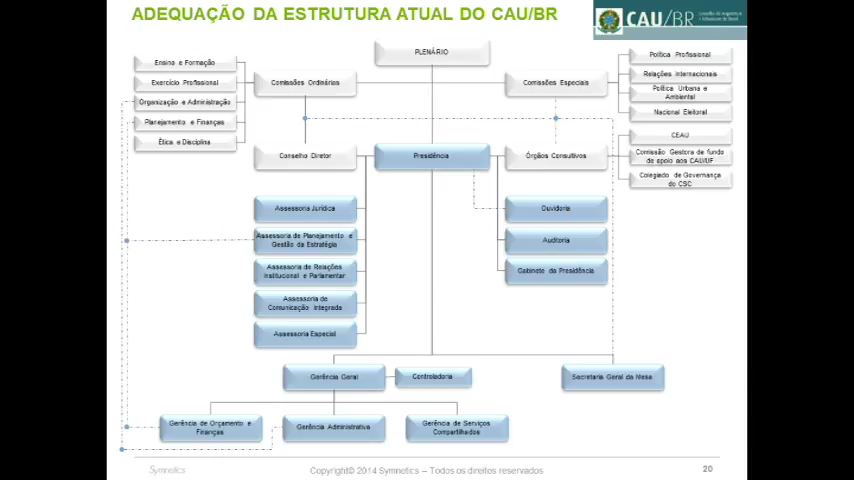 ADEQUAÇÃO DA ESTRUTURA ATUAL DO CAU/BR
CAU/BR
PLENÁRIO
Ensino e Formação
Exercício Profissional
Organização e Administração
Planejamento e Finanças
Ética e Disciplina
Comissões Ordinárias
Comissões Especiais
Política Profissional
Relações Internacionais
Política Urbana e
Ambiental
Nacional Eleitoral
CEAU
Comissão Gestora de fundo
de apoio aos CAU/UF
Colegiado de Governança
do CSC
Conselho Diretor
Presidência
Órgãos Consultivos
Assessoria Jurídica
Assessoria de Planejamento e
Gestão da Estratégia
Assessoria de Relações
Institucional e Parlamentar
Assessoria de
Comunicação Integrada
Assessoria Especial
Ouvidoria
Auditoria
Gabinete da Presidência
Gerência Geral
Controladoria
Secretaria Geral da Mesa
Gerência de Orçamento e
Finanças
Gerência Administrativa
Gerência de Serviços
Compartilhados
Symnetics
Copyright© 2014 Symnetics – Todos os direitos reservados
20